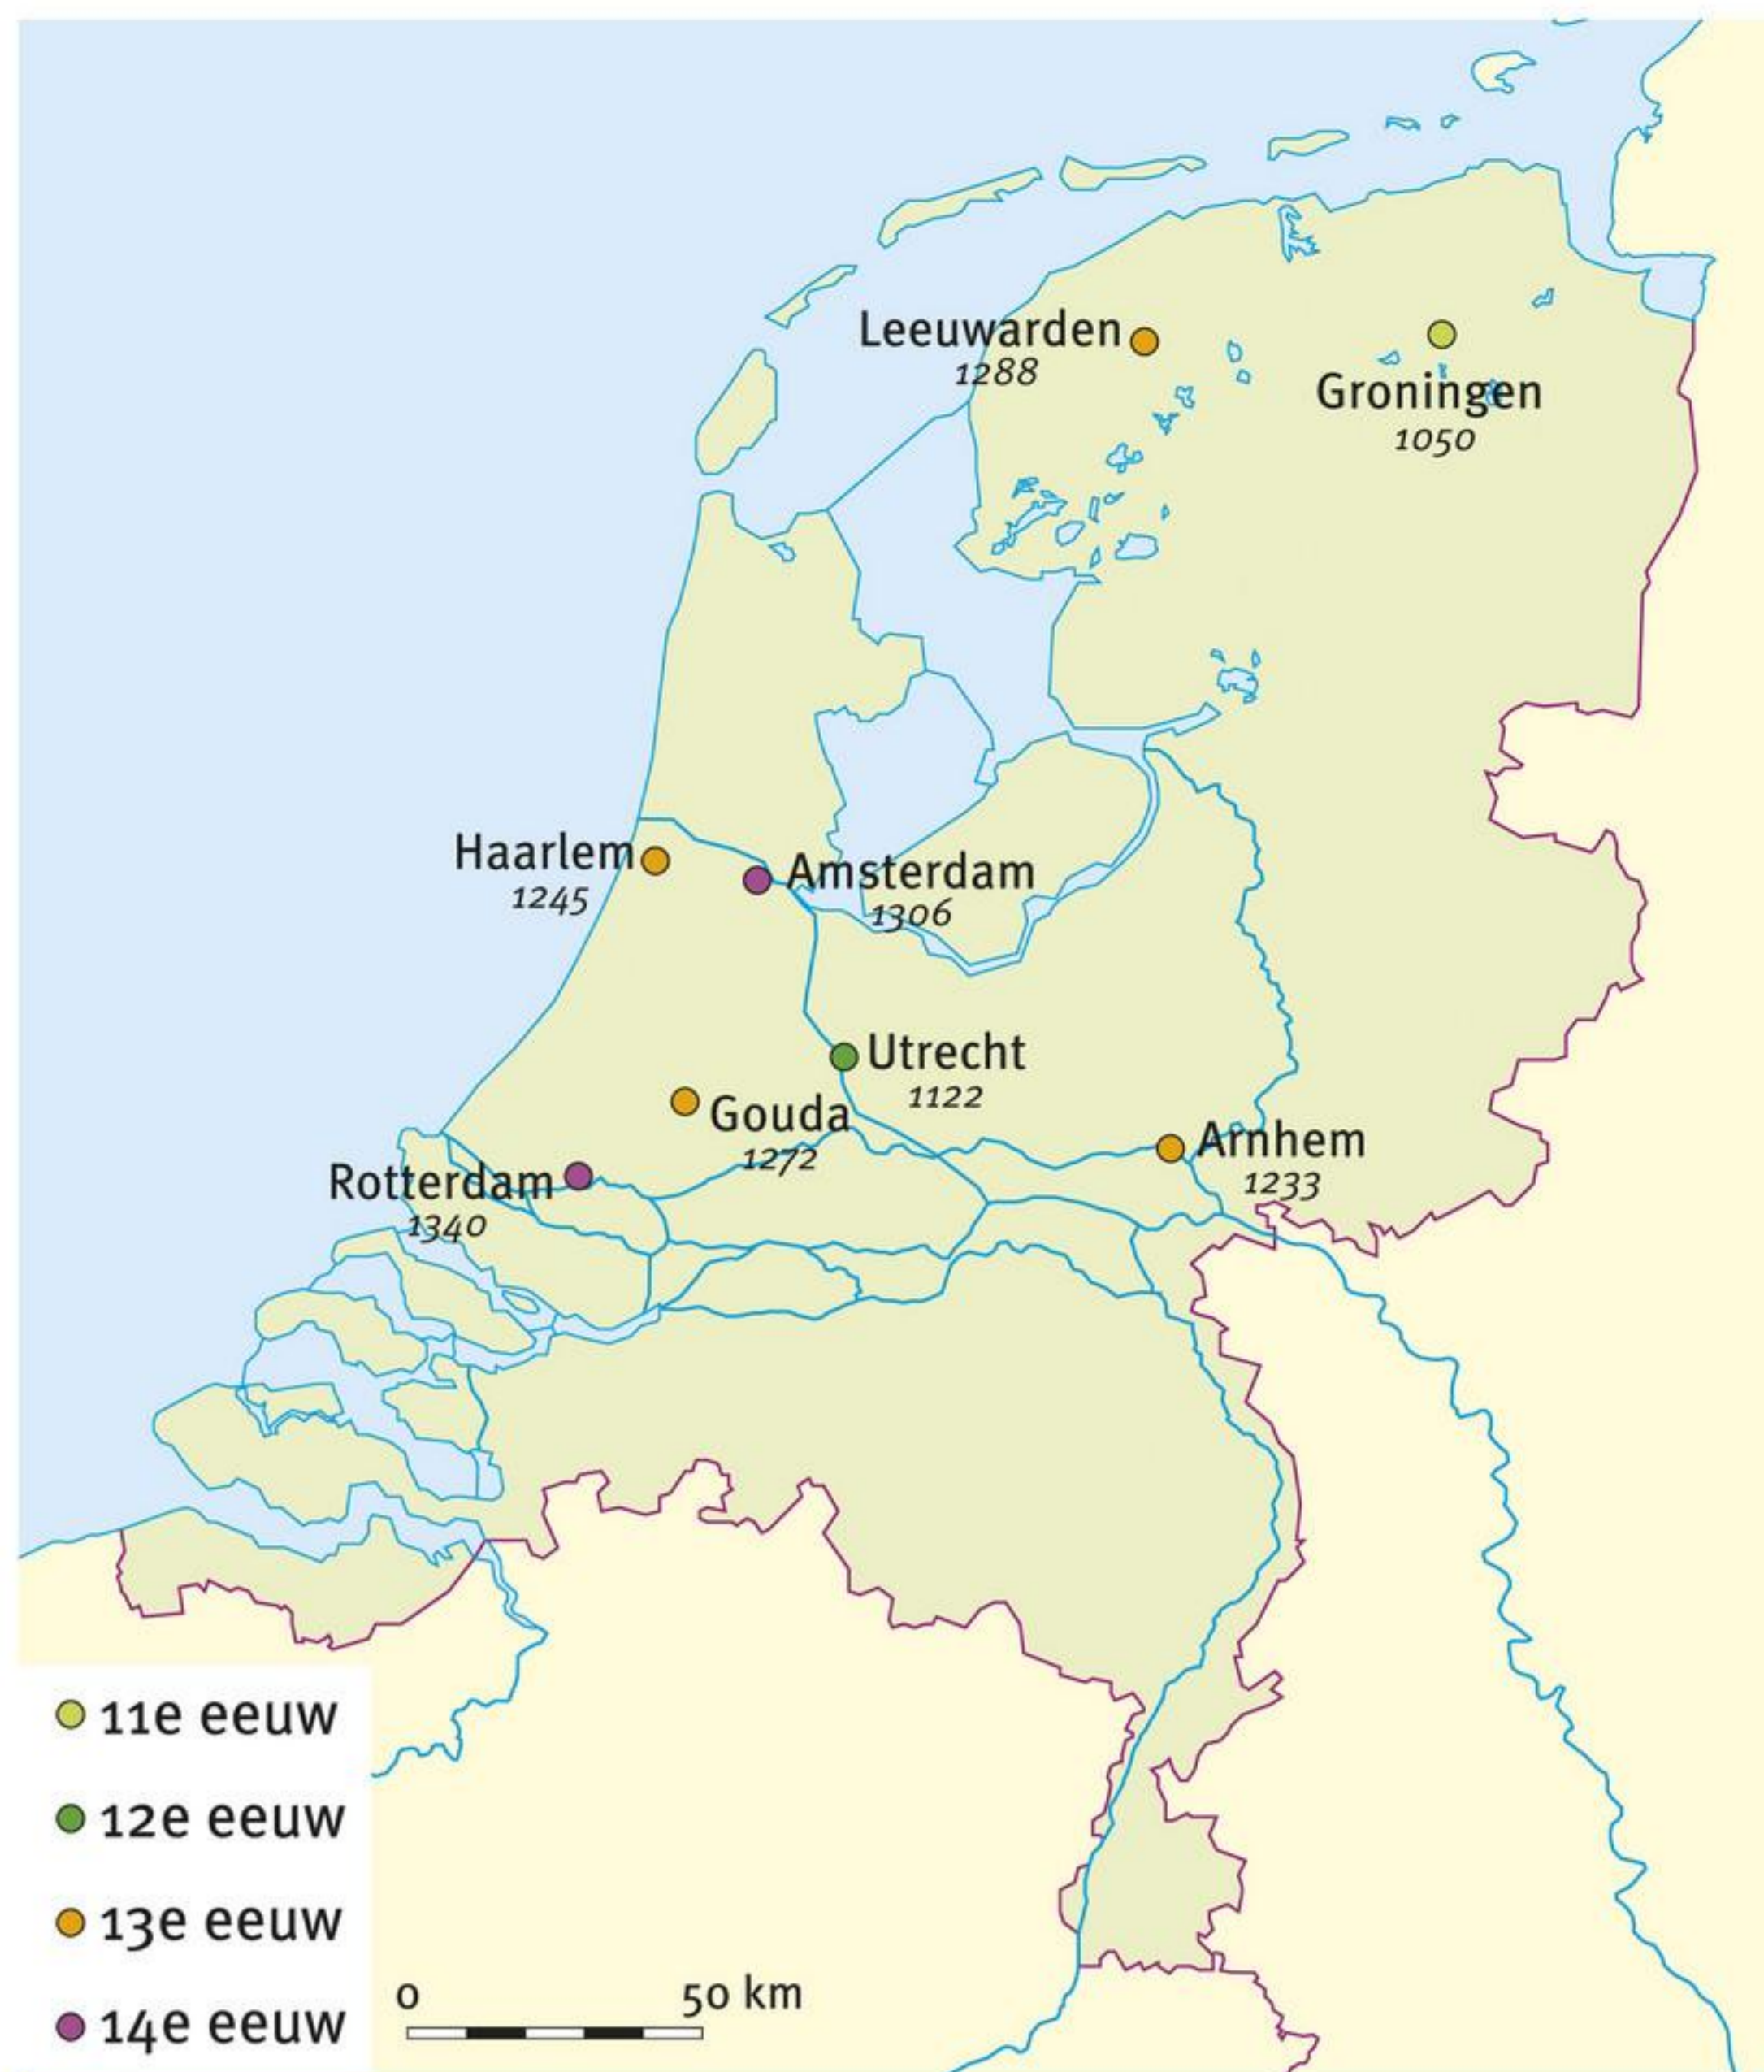 Leeuwarden
1288
Groningen
1050
Haarlem
1245
Amsterdam
1306
Utrecht
1122
Gouda
1272
Arnhem
1233
Rotterdam
1340
11e eeuw
12e eeuw
13e eeuw
14e eeuw
0 50 km